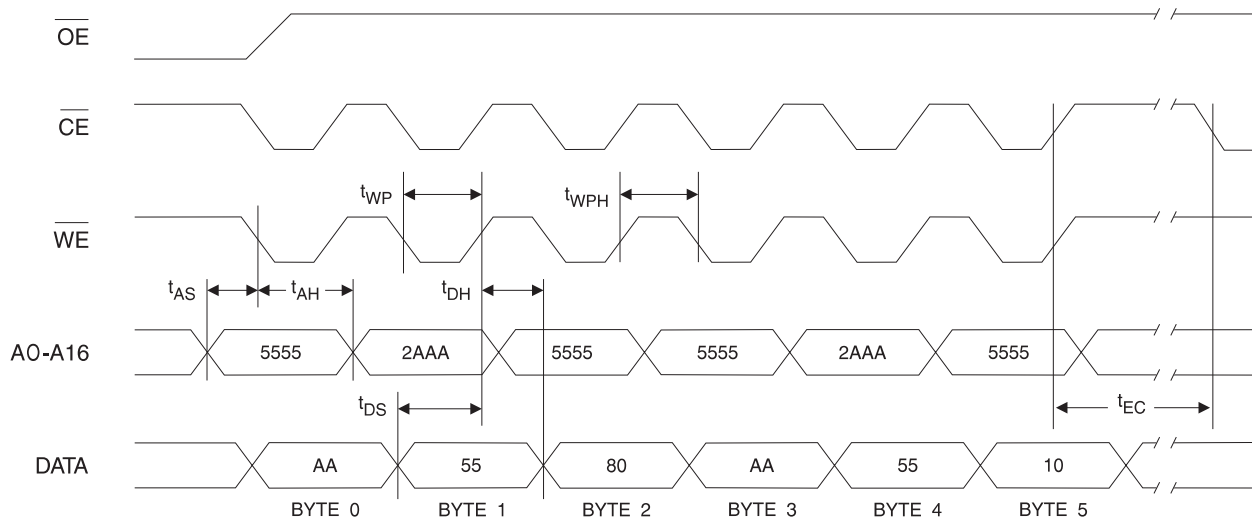 OE
CE
tWP
tWPH
WE
tAS
tAH
tDH
A0-A16
5555
2AAA
5555
5555
2AAA
5555
tDS
tEC
DATA
AA
55
80
AA
55
10
BYTE 0
BYTE 1
BYTE 2
BYTE 3
BYTE 4
BYTE 5